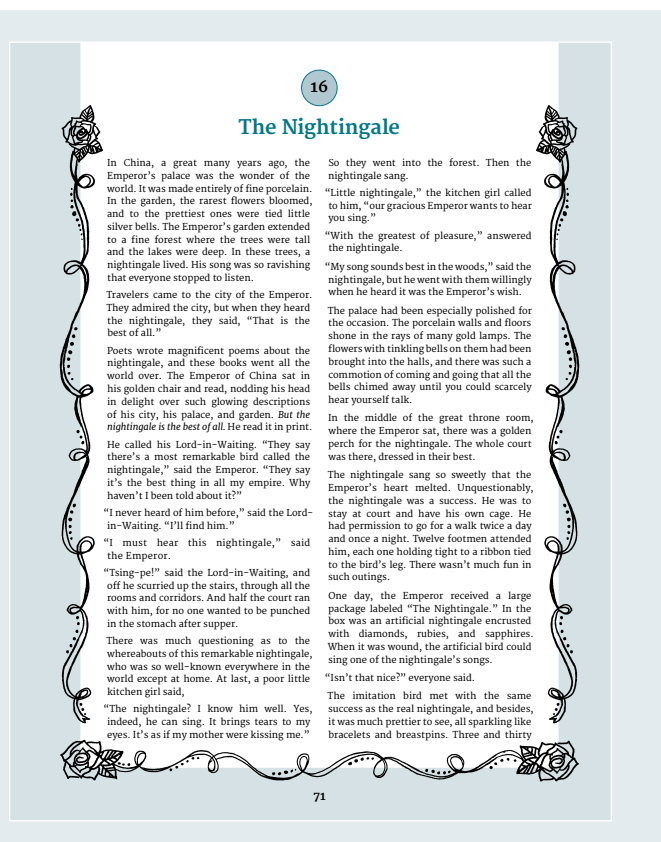 16
The Nightingale
In China, a great many years ago, the
Emperor's palace was the wonder of the
world. It was made entirely of fine porcelain.
In the garden, the rarest flowers bloomed,
and to the prettiest ones were tied little
silver bells. The Emperor's garden extended
to a fine forest where the trees were tall
and the lakes were deep. In these trees, a
nightingale lived. His song was so ravishing
that everyone stopped to listen.
Travelers came to the city of the Emperor.
They admired the city, but when they heard
the nightingale, they said, "That is the
best of all."
Poets wrote magnificent poems about the
nightingale, and these books went all the
world over. The Emperor of China sat in
his golden chair and read, nodding his head
in delight over such glowing descriptions
of his city, his palace, and garden. But the
nightingale is the best of all. He read it in print.
He called his Lord-in-Waiting. "They say
there's a most remarkable bird called the
nightingale," said the Emperor. "They say
it's the best thing in all my empire. Why
haven't I been told about it?"
"I never heard of him before," said the Lord-
in-Waiting. "I'll find him."
"I must hear this nightingale," said
the Emperor.
"Tsing-pe!" said the Lord-in-Waiting, and
off he scurried up the stairs, through all the
rooms and corridors. And half the court ran
with him, for no one wanted to be punched
in the stomach after supper.
There was much questioning as to the
whereabouts of this remarkable nightingale,
who was so well-known everywhere in the
world except at home. At last, a poor little
kitchen girl said,
"The nightingale? I know him well. Yes,
indeed, he can sing. It brings tears to my
eyes. It's as if my mother were kissing me."
So they went into the forest. Then the
nightingale sang.
"Little nightingale," the kitchen girl called
to him, "our gracious Emperor wants to hear
you sing."
"With the greatest of pleasure," answered
the nightingale.
"My song sounds best in the woods," said the
nightingale, but he went with them willingly
when he heard it was the Emperor's wish.
The palace had been especially polished for
the occasion. The porcelain walls and floors
shone in the rays of many gold lamps. The
flowers with tinkling bells on them had been
brought into the halls, and there was such a
commotion of coming and going that all the
bells chimed away until you could scarcely
hear yourself talk.
In the middle of the great throne room,
where the Emperor sat, there was a golden
perch for the nightingale. The whole court
was there, dressed in their best.
The nightingale sang so sweetly that the
Emperor's heart melted. Unquestionably,
the nightingale was a success. He was to
stay at court and have his own cage. He
had permission to go for a walk twice a day
and once a night. Twelve footmen attended
him, each one holding tight to a ribbon tied
to the bird's leg. There wasn't much fun in
such outings.
One day, the Emperor received a large
package labeled "The Nightingale." In the
box was an artificial nightingale encrusted
with diamonds, rubies, and sapphires.
When it was wound, the artificial bird could
sing one of the nightingale's songs.
"Isn't that nice?" everyone said.
The imitation bird met with the same
success as the real nightingale, and besides,
it was much prettier to see, all sparkling like
bracelets and breastpins. Three and thirty
71